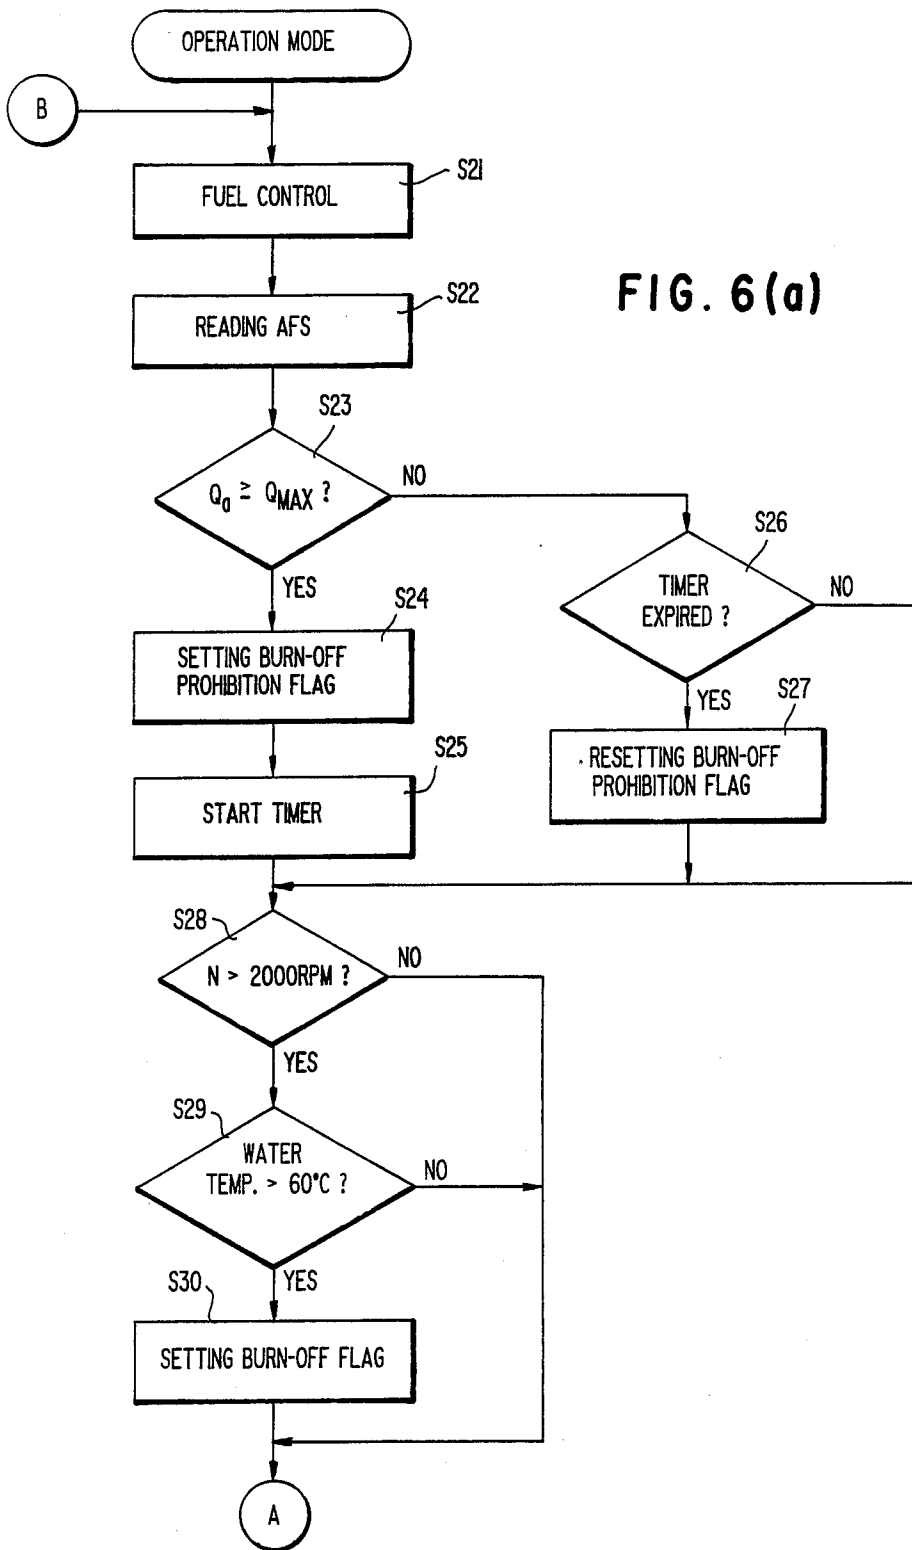 OPERATION MODE
B
FUEL CONTROL
S21
READING AFS
S22
FIG. 6(a)
S23
Qa ≥ QMAX ?
NO
YES
S26
TIMER
EXPIRED ?
NO
YES
S24
SETTING BURN-OFF
PROHIBITION FLAG
S27
RESETTING BURN-OFF
PROHIBITION FLAG
S25
START TIMER
S28
N > 2000RPM ?
NO
YES
S29
WATER
TEMP. > 60°C ?
NO
YES
S30
SETTING BURN-OFF FLAG
A